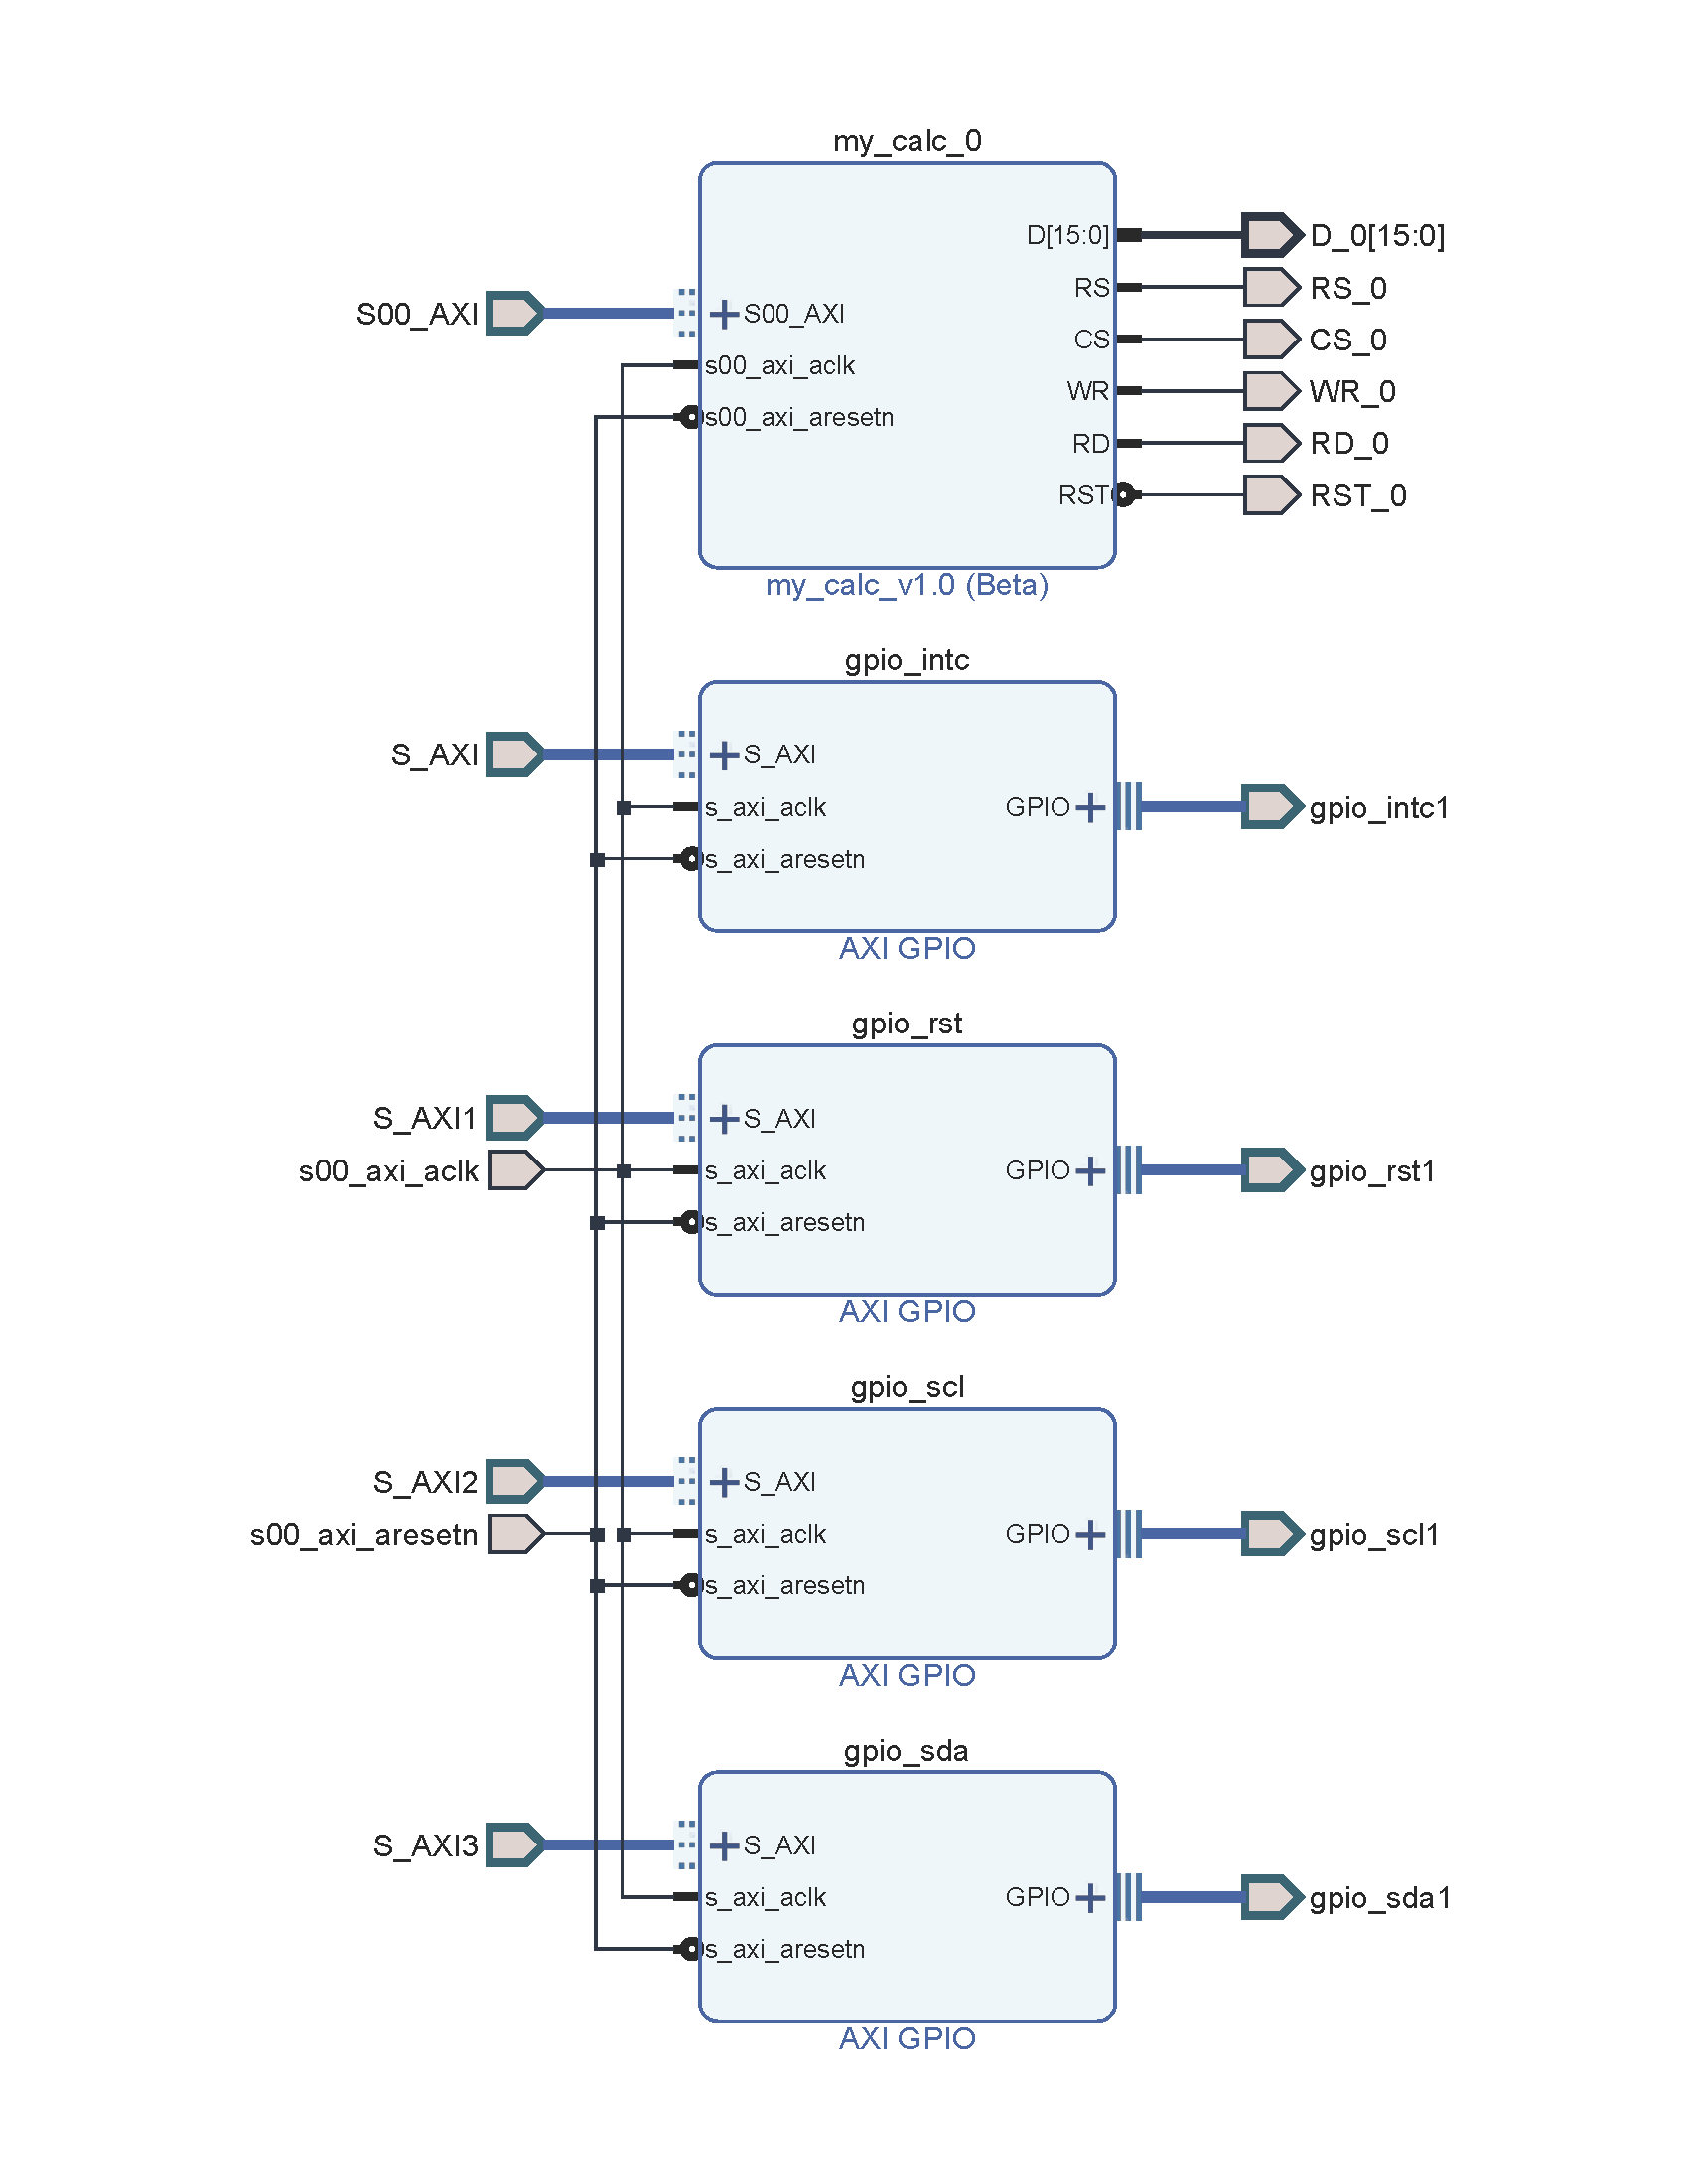 my_calc_0
D[15:0] D_0[15:0]
RS RS_0
S00_AXI S00_AXI
CS CS_0
s00_axi_aclk
WR WR_0
s00_axi_aresetn
RD RD_0
RST RST_0
my_calc_v1.0 (Beta)
gpio_intc
S_AXI S_AXI
s_axi_aclk GPIO gpio_intc1
s_axi_aresetn
AXI GPIO
gpio_rst
S_AXI1 S_AXI
s00_axi_aclk s_axi_aclk GPIO gpio_rst1
s_axi_aresetn
AXI GPIO
gpio_scl
S_AXI2 S_AXI
s00_axi_aresetn s_axi_aclk GPIO gpio_scl1
s_axi_aresetn
AXI GPIO
gpio_sda
S_AXI3 S_AXI
s_axi_aclk GPIO gpio_sda1
s_axi_aresetn
AXI GPIO